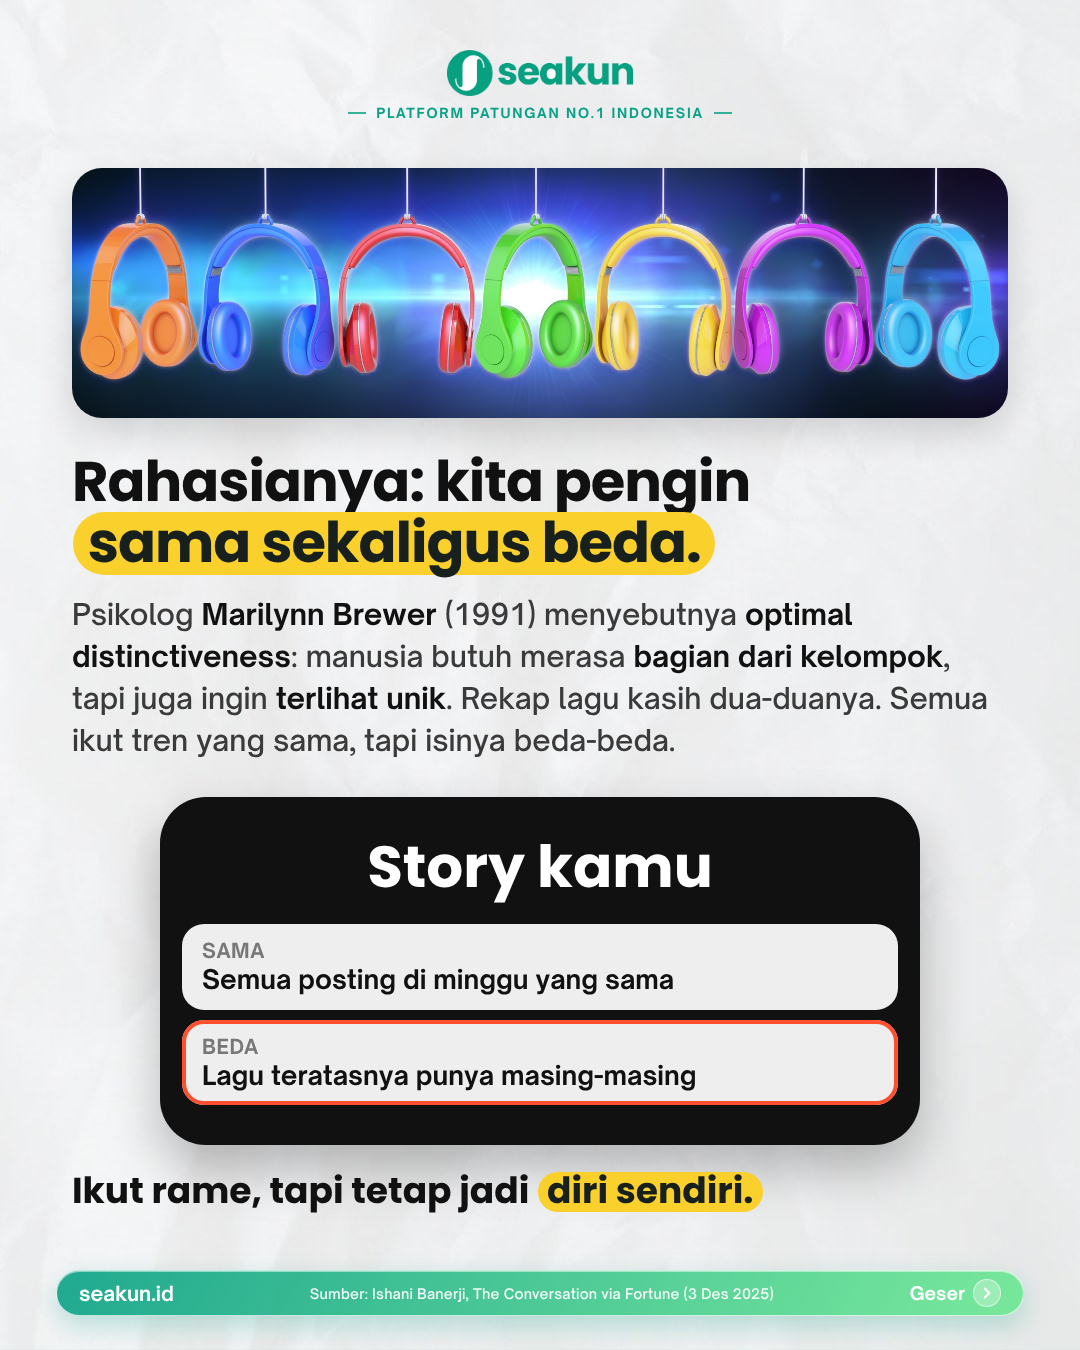 seakun
PLATFORM PATUNGAN NO.1 INDONESIA
Rahasianya: kita pengin
sama sekaligus beda.
Psikolog Marilynn Brewer (1991) menyebutnya optimal
distinctiveness: manusia butuh merasa bagian dari kelompok,
tapi juga ingin terlihat unik. Rekap lagu kasih dua-duanya. Semua
ikut tren yang sama, tapi isinya beda-beda.
Story kamu
SAMA
Semua posting di minggu yang sama
BEDA
Lagu teratasnya punya masing-masing
Ikut rame, tapi tetap jadi diri sendiri.
seakun.id
Sumber: Ishani Banerji, The Conversation via Fortune (3 Des 2025)
Geser